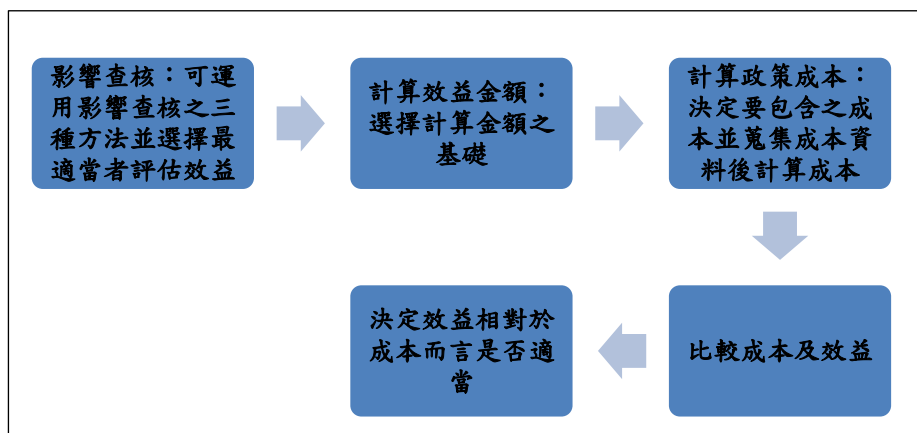 影響查核：可運
用影響查核之三
種方法並選擇最
適當者評估效益
計算效益金額：
選擇計算金額之
基礎
計算政策成本：
決定要包含之成
本並蒐集成本資
料後計算成本
比較成本及效益
決定效益相對於
成本而言是否適
當